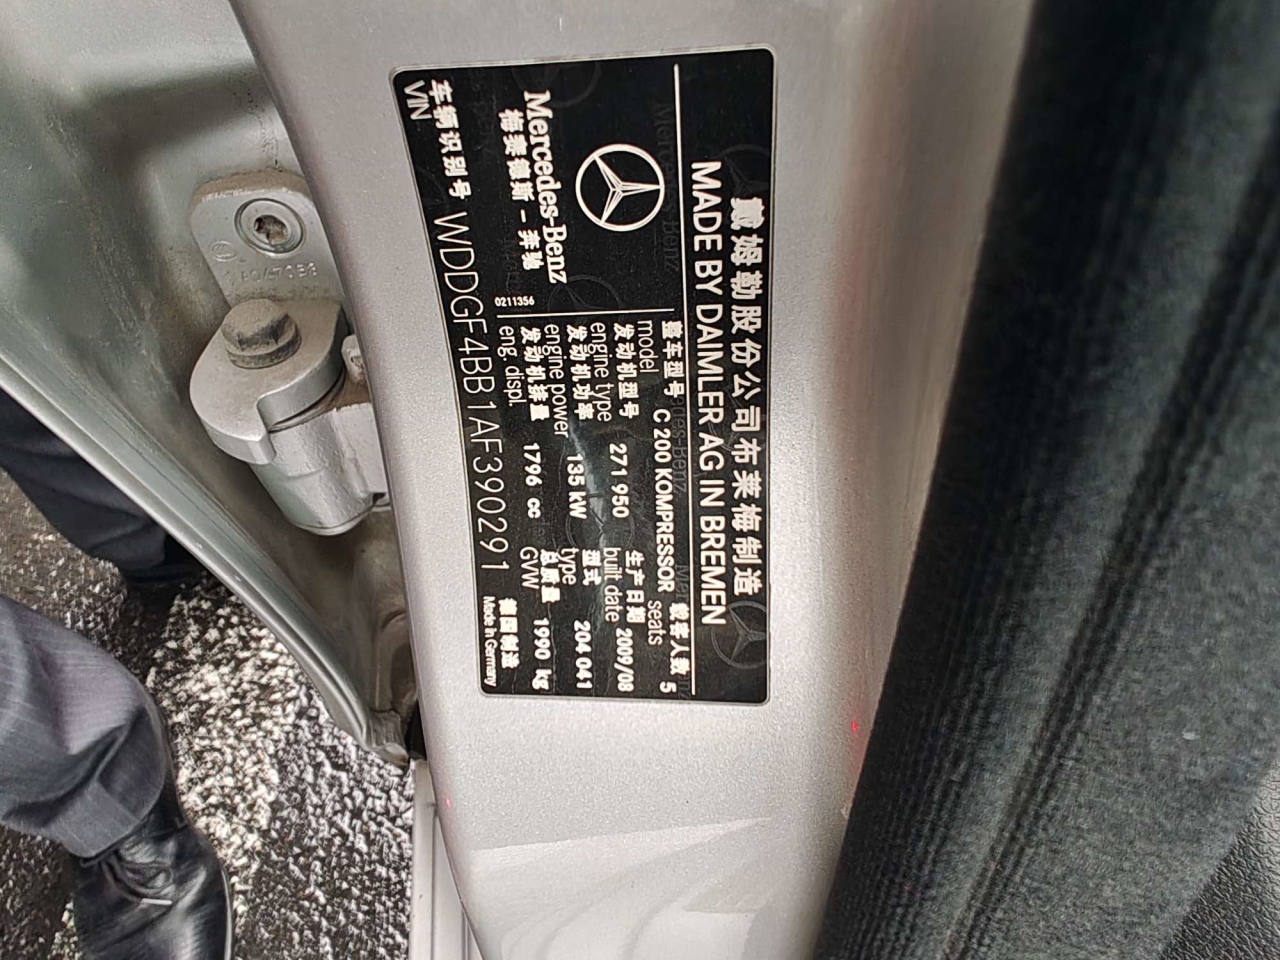 戴姆勒股份公司布莱梅制造
MADE BY DAIMLER AG IN BREMEN
Mercedes-Benz
梅赛德斯-奔驰
0211356
整车型号 C 200 KOMPRESSOR 载客人数 5
model seats
发动机型号 271 950 生产日期 2009/08
engine type built date
发动机功率 135 kW 型式 204 041
engine power type
发动机排量 1796 cc 总质量 1990 kg
eng. displ. GVW
车辆识别号 WDDGF4BB1AF390291 德国制造
VIN Made in Germany